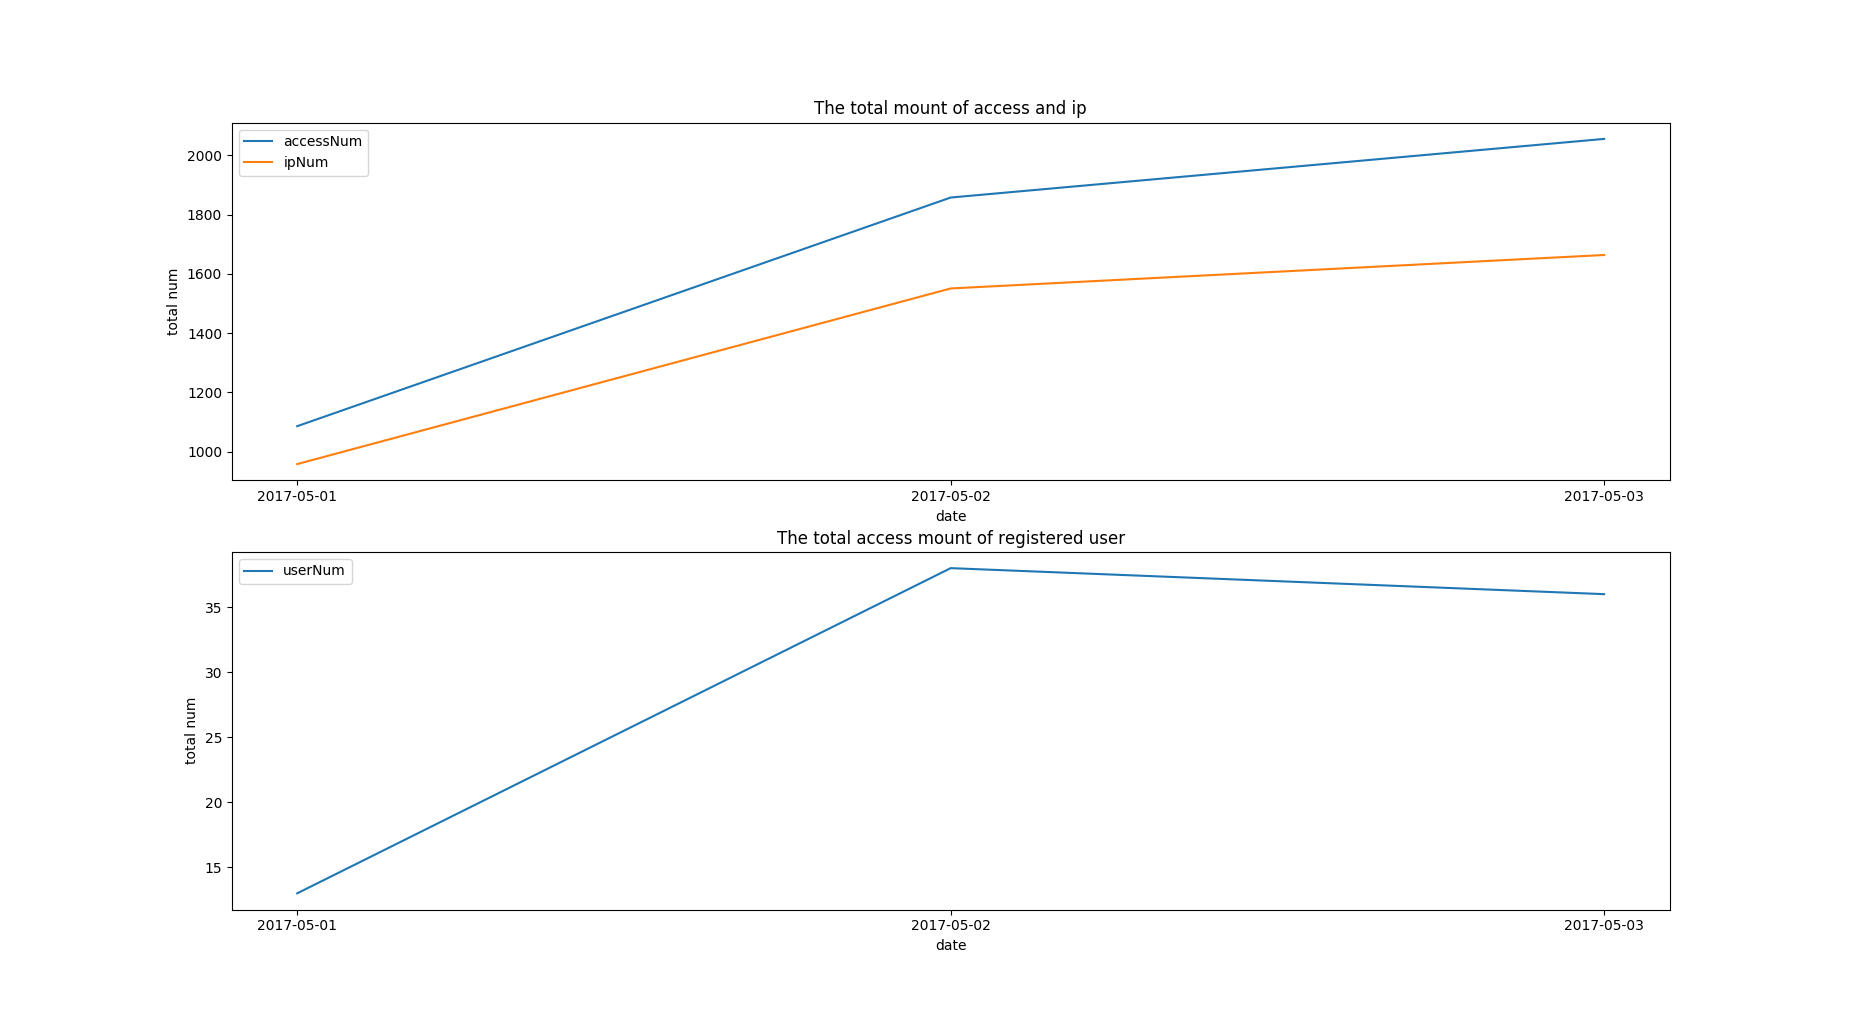 The total mount of access and ip
accessNum
ipNum
2000
1800
1600
1400
1200
1000
total num
2017-05-01 2017-05-02 2017-05-03
date
The total access mount of registered user
userNum
35
30
25
20
15
total num
2017-05-01 2017-05-02 2017-05-03
date